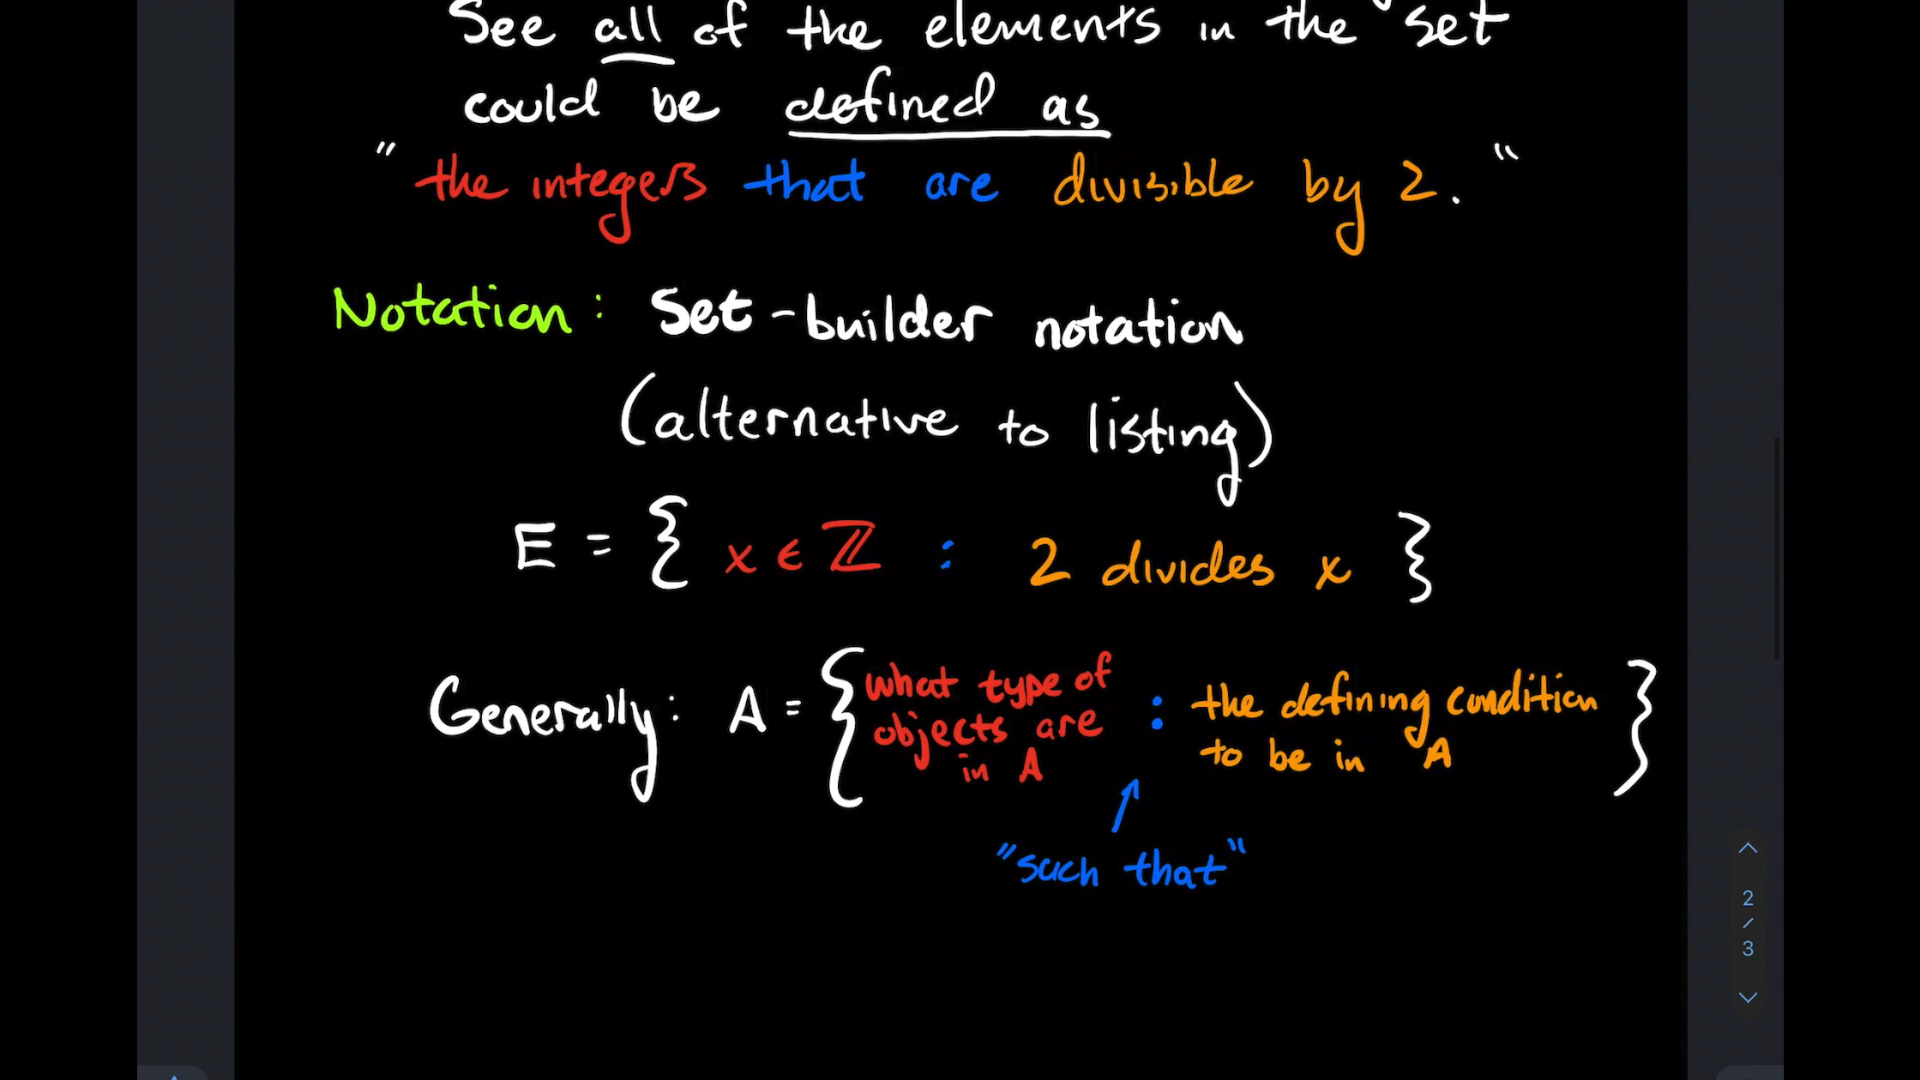 See all of the elements in the set
could be defined as
"the integers that are divisible by 2."
Notation: Set-builder notation
(alternative to listing)
E = { x ∈ ℤ : 2 divides x }
Generally: A = { what type of objects are in A : the defining condition to be in A }
"such that"
2
/
3